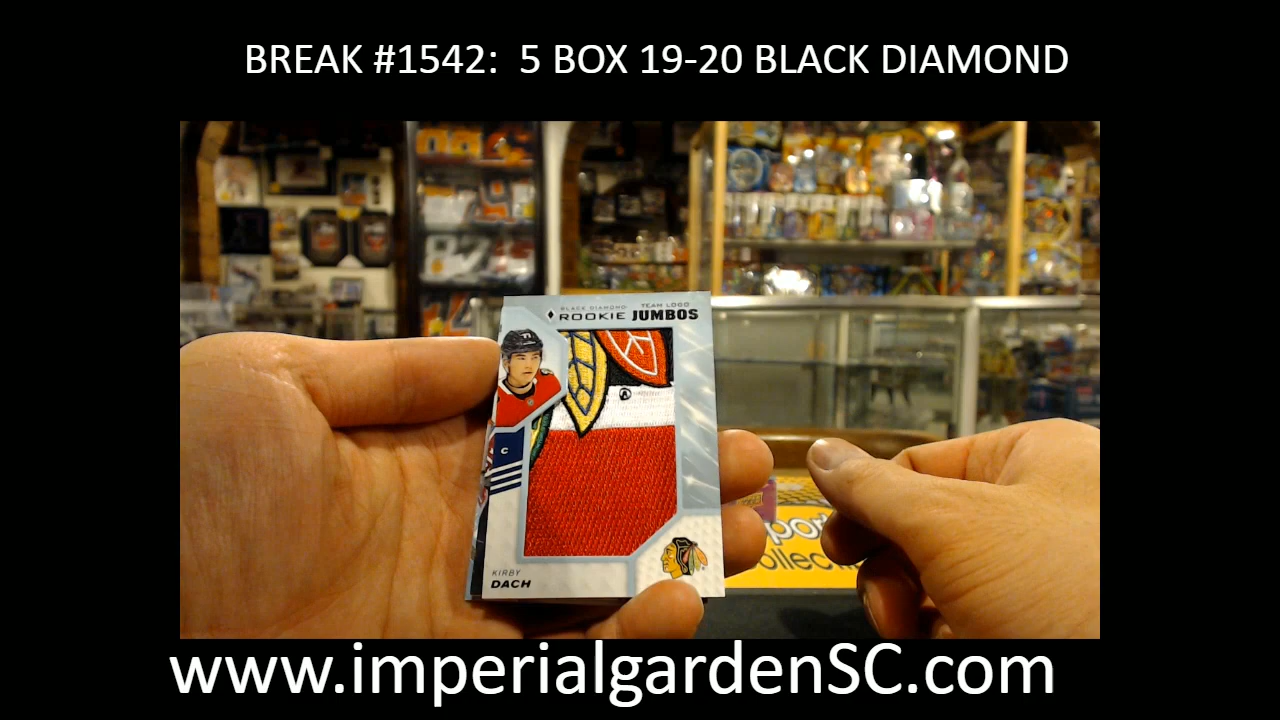 BREAK #1542:  5 BOX 19-20 BLACK DIAMOND
BLACK DIAMOND TEAM LOGO
ROOKIE JUMBOS
C
KIRBY
DACH
www.imperialgardenSC.com